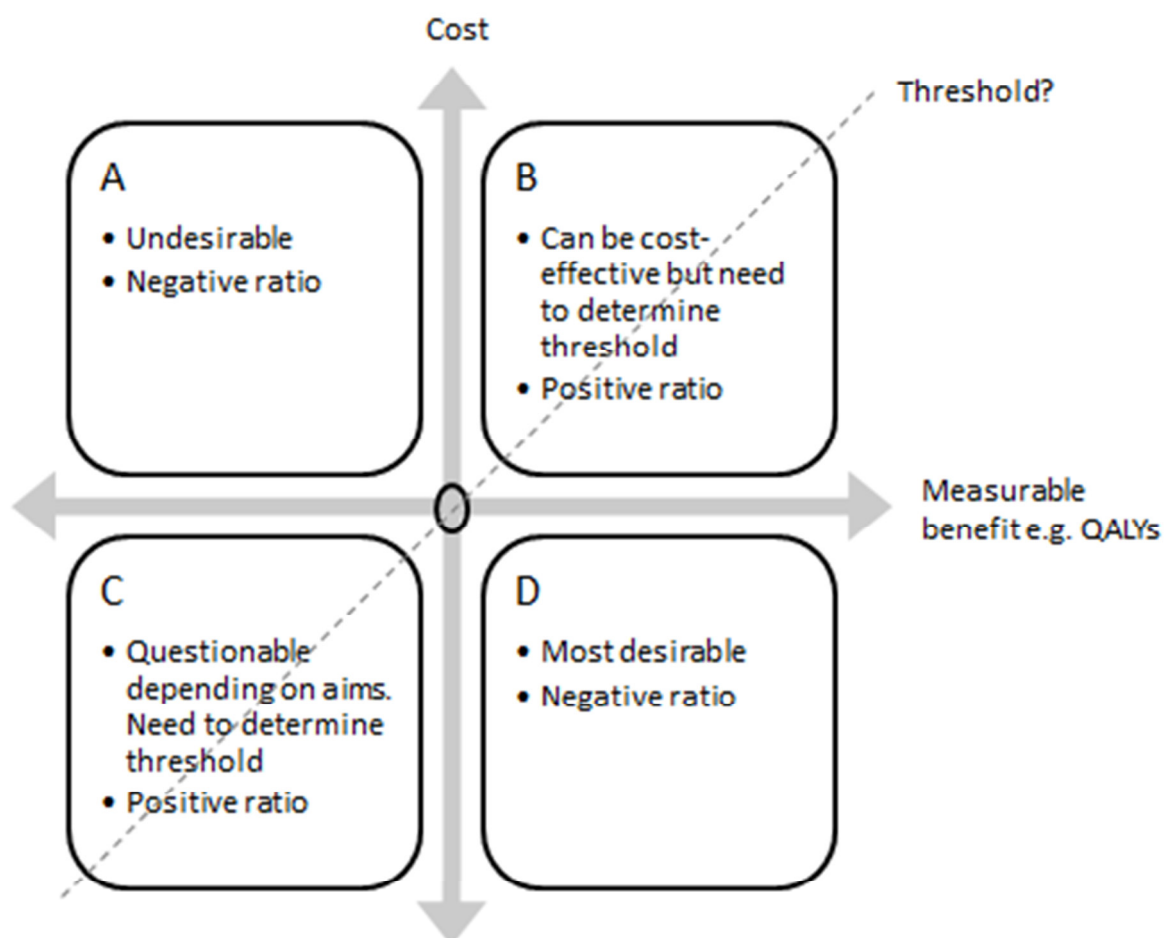 Cost
Threshold?
A
• Undesirable
• Negative ratio
B
• Can be cost-
effective but need
to determine
threshold
• Positive ratio
Measurable
benefit e.g. QALYs
C
• Questionable
depending on aims.
Need to determine
threshold
• Positive ratio
D
• Most desirable
• Negative ratio